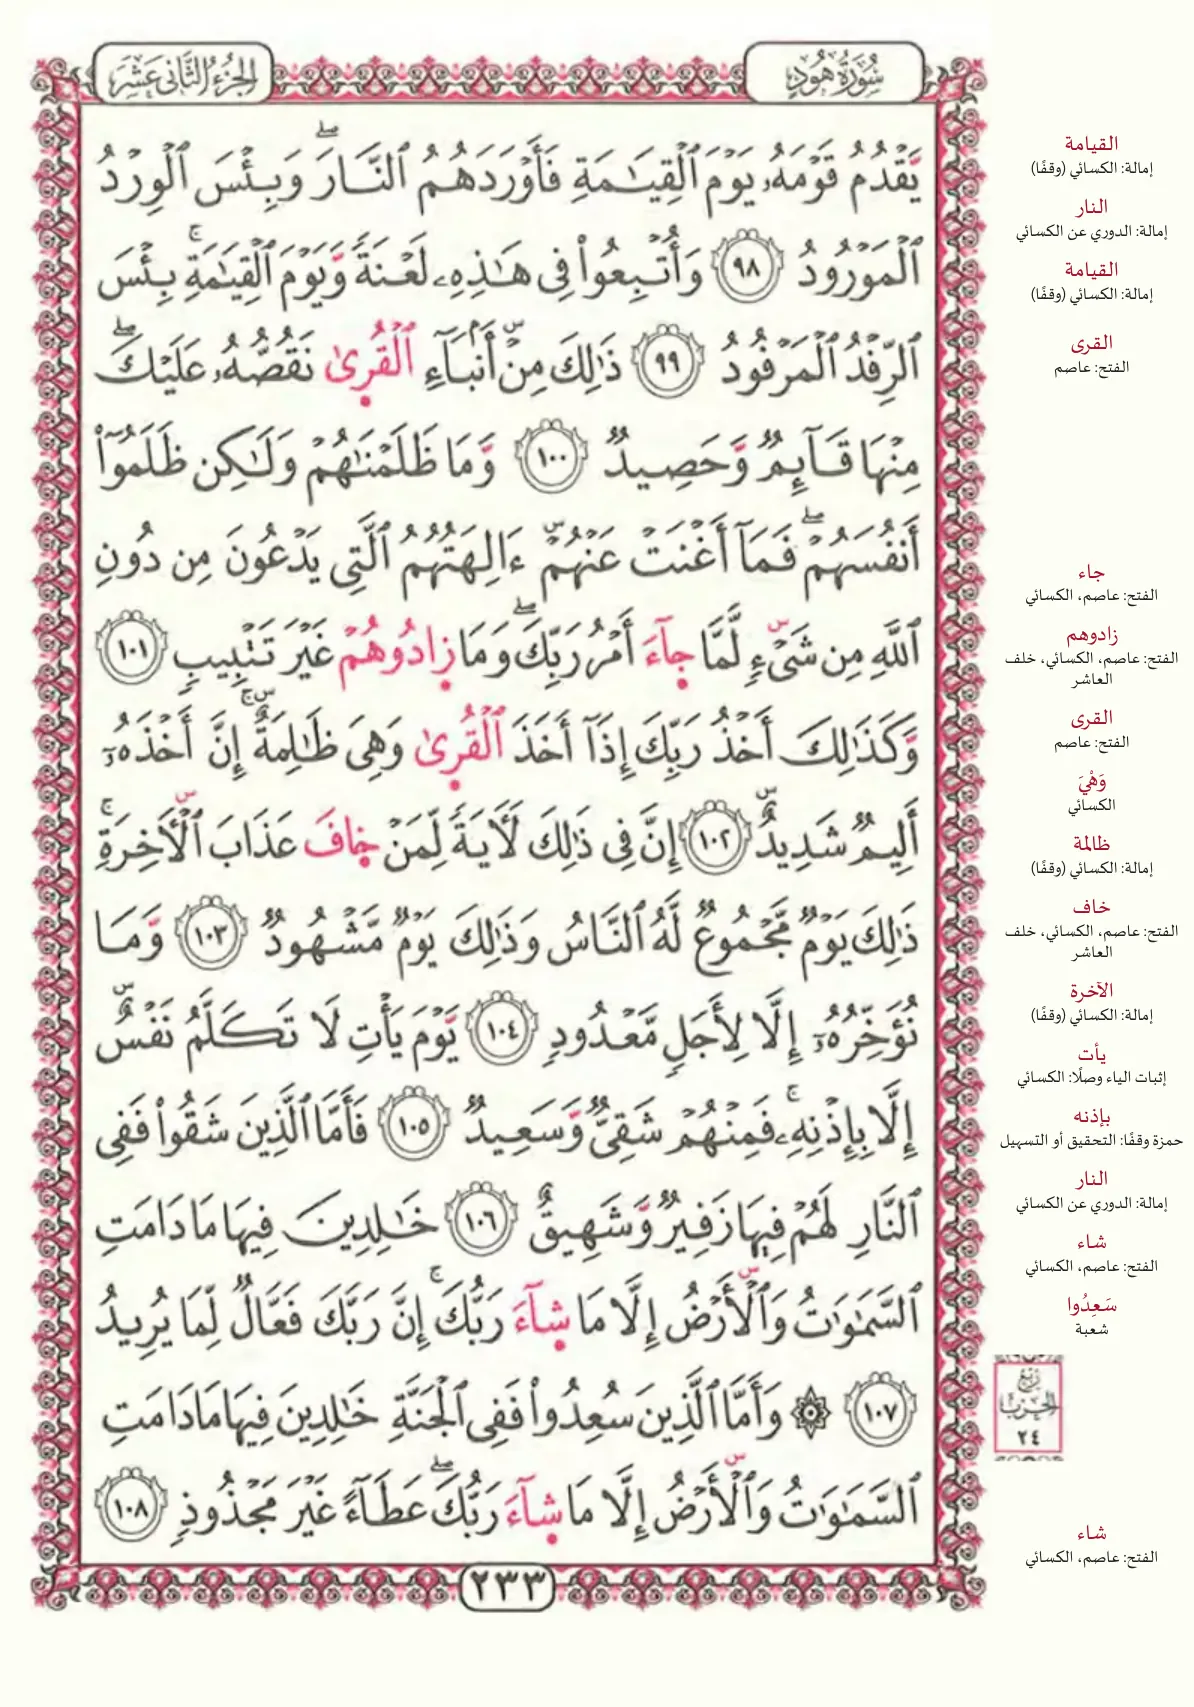 سُورَةُ هُودٍ
الجُزءُ الثَّانِي عَشَرَ
يَّقْدُمُ قَوْمَهُۥ يَوْمَ ٱلْقِيَٰمَةِ فَأَوْرَدَهُمُ ٱلنَّارَۖ وَبِئْسَ ٱلْوِرْدُ
ٱلْمَوْرُودُ ٩٨ وَأُتْبِعُوا۟ فِى هَٰذِهِۦ لَعْنَةً وَّيَوْمَ ٱلْقِيَٰمَةِۚ بِئْسَ
ٱلرِّفْدُ ٱلْمَرْفُودُ ٩٩ ذَٰلِكَ مِنْ أَنۢبَآءِ ٱلْقُرِىٰ نَقُصُّهُۥ عَلَيْكَۖ
مِنْهَا قَآئِمٌ وَّحَصِيدٌ ١٠٠ وَّمَا ظَلَمْنَٰهُمْ وَلَٰكِن ظَلَمُوٓا۟
أَنفُسَهُمْۖ فَمَآ أَغْنَتْ عَنْهُمْ ءَالِهَتُهُمُ ٱلَّتِى يَدْعُونَ مِن دُونِ
ٱللَّهِ مِن شَىْءٍ لَّمَّا جِآءَ أَمْرُ رَبِّكَۖ وَمَا زِادُوهُمْ غَيْرَ تَتْبِيبٍ ١٠١
وَّكَذَٰلِكَ أَخْذُ رَبِّكَ إِذَآ أَخَذَ ٱلْقُرِىٰ وَهِىَ ظَٰلِمَةٌۚ إِنَّ أَخْذَهُۥٓ
أَلِيمٌ شَدِيدٌ ١٠٢ إِنَّ فِى ذَٰلِكَ لَأَيَةً لِّمَنْ خِافَ عَذَابَ ٱلْأَخِرَةِۚ
ذَٰلِكَ يَوْمٌ مَّجْمُوعٌ لَّهُ ٱلنَّاسُ وَذَٰلِكَ يَوْمٌ مَّشْهُودٌ ١٠٣ وَّمَا
نُؤَخِّرُهُۥٓ إِلَّا لِأَجَلٍ مَّعْدُودٍ ١٠٤ يَّوْمَ يَأْتِ لَا تَكَلَّمُ نَفْسٌ
إِلَّا بِإِذْنِهِۦۚ فَمِنْهُمْ شَقِىٌّ وَّسَعِيدٌ ١٠٥ فَأَمَّا ٱلَّذِينَ شَقُوا۟ فَفِى
ٱلنَّارِ لَهُمْ فِيهَا زَفِيرٌ وَّشَهِيقٌ ١٠٦ خَٰلِدِينَ فِيهَا مَا دَامَتِ
ٱلسَّمَٰوَٰتُ وَٱلْأَرْضُ إِلَّا مَا شِآءَ رَبُّكَۚ إِنَّ رَبَّكَ فَعَّالٌ لِّمَا يُرِيدُ
١٠٧ ۞ وَأَمَّا ٱلَّذِينَ سُعِدُوا۟ فَفِى ٱلْجَنَّةِ خَٰلِدِينَ فِيهَا مَا دَامَتِ
ٱلسَّمَٰوَٰتُ وَٱلْأَرْضُ إِلَّا مَا شِآءَ رَبُّكَۖ عَطَآءً غَيْرَ مَجْذُوذٍ ١٠٨
٢٣٣
القيامة
إمالة: الكسائي (وقفًا)
النار
إمالة: الدوري عن الكسائي
القيامة
إمالة: الكسائي (وقفًا)
القرى
الفتح: عاصم
جاء
الفتح: عاصم، الكسائي
زادوهم
الفتح: عاصم، الكسائي، خلف
العاشر
القرى
الفتح: عاصم
وَهْيَ
الكسائي
ظالمة
إمالة: الكسائي (وقفًا)
خاف
الفتح: عاصم، الكسائي، خلف
العاشر
الآخرة
إمالة: الكسائي (وقفًا)
يأت
إثبات الياء وصلًا: الكسائي
بإذنه
حمزة وقفًا: التحقيق أو التسهيل
النار
إمالة: الدوري عن الكسائي
شاء
الفتح: عاصم، الكسائي
سَعِدُوا
شعبة
ربع
الحزب
٢٤
شاء
الفتح: عاصم، الكسائي